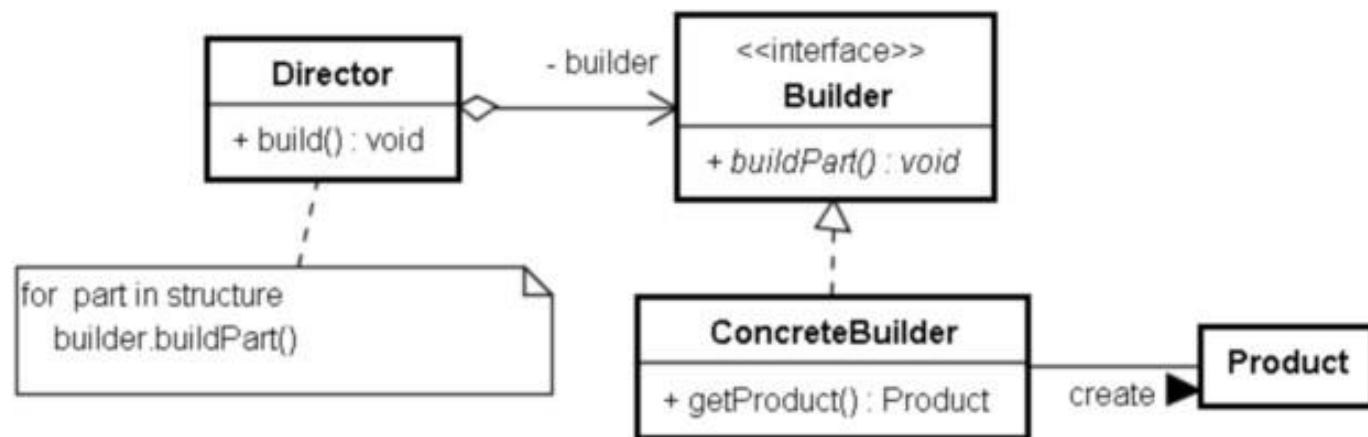 Director
+ build() : void
- builder
<<interface>>
Builder
+ buildPart() : void
for part in structure
builder.buildPart()
ConcreteBuilder
+ getProduct() : Product
create
Product